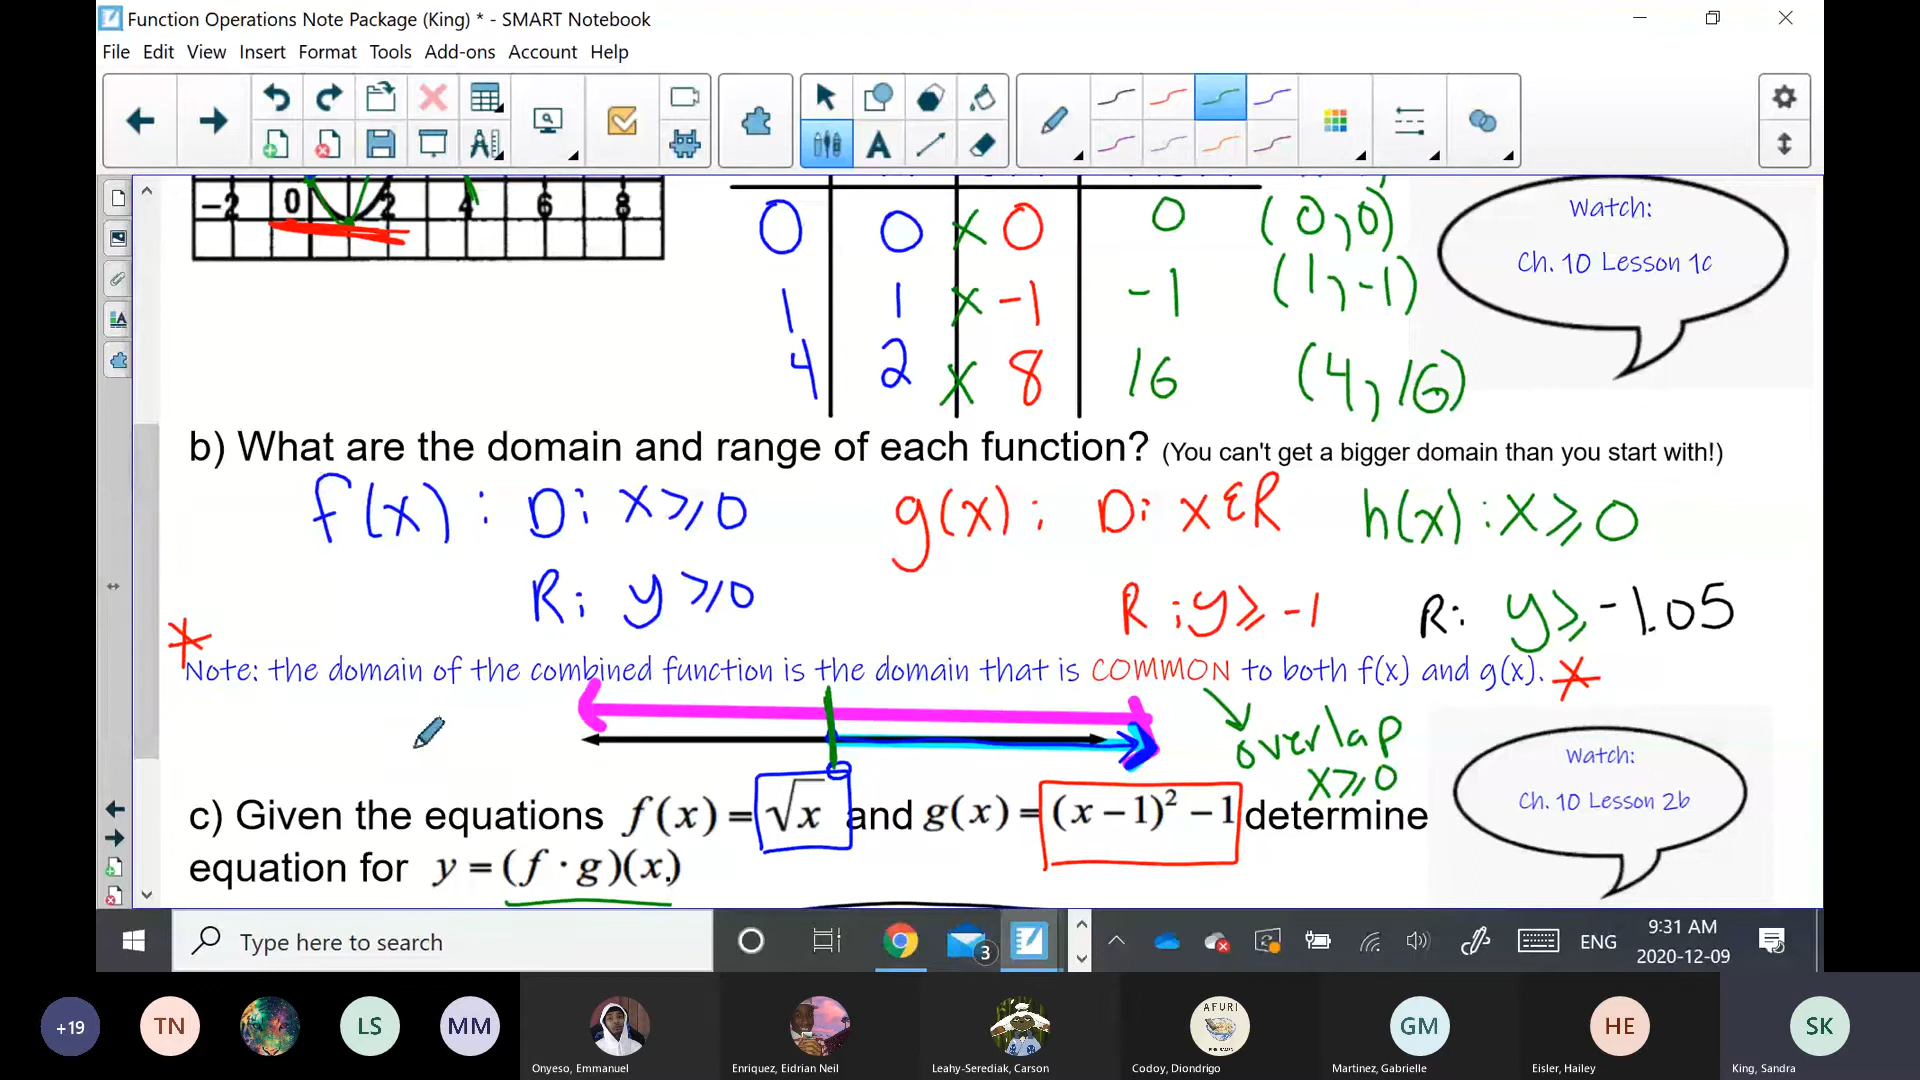 Function Operations Note Package (King) * - SMART Notebook
File Edit View Insert Format Tools Add-ons Account Help
-2 0 2 4 6 8
0 0 x 0 0 (0,0)
1 1 x -1 -1 (1,-1)
4 2 x 8 16 (4,16)
Watch:
Ch. 10 Lesson 1c
b) What are the domain and range of each function? (You can't get a bigger domain than you start with!)
f(x) : D: x ≥ 0 g(x) : D: x ε R h(x) : x ≥ 0
R: y ≥ 0 R: y ≥ -1 R: y ≥ -1.05
* Note: the domain of the combined function is the domain that is COMMON to both f(x) and g(x). *
overlap
x ≥ 0
Watch:
Ch. 10 Lesson 2b
c) Given the equations f(x) = √x and g(x) = (x − 1)² − 1 determine
equation for y = (f · g)(x.)
Type here to search
3
ENG
9:31 AM
2020-12-09
+19 TN LS MM AFURI GM HE SK
Onyeso, Emmanuel Enriquez, Eidrian Neil Leahy-Serediak, Carson Codoy, Diondrigo Martinez, Gabrielle Eisler, Hailey King, Sandra